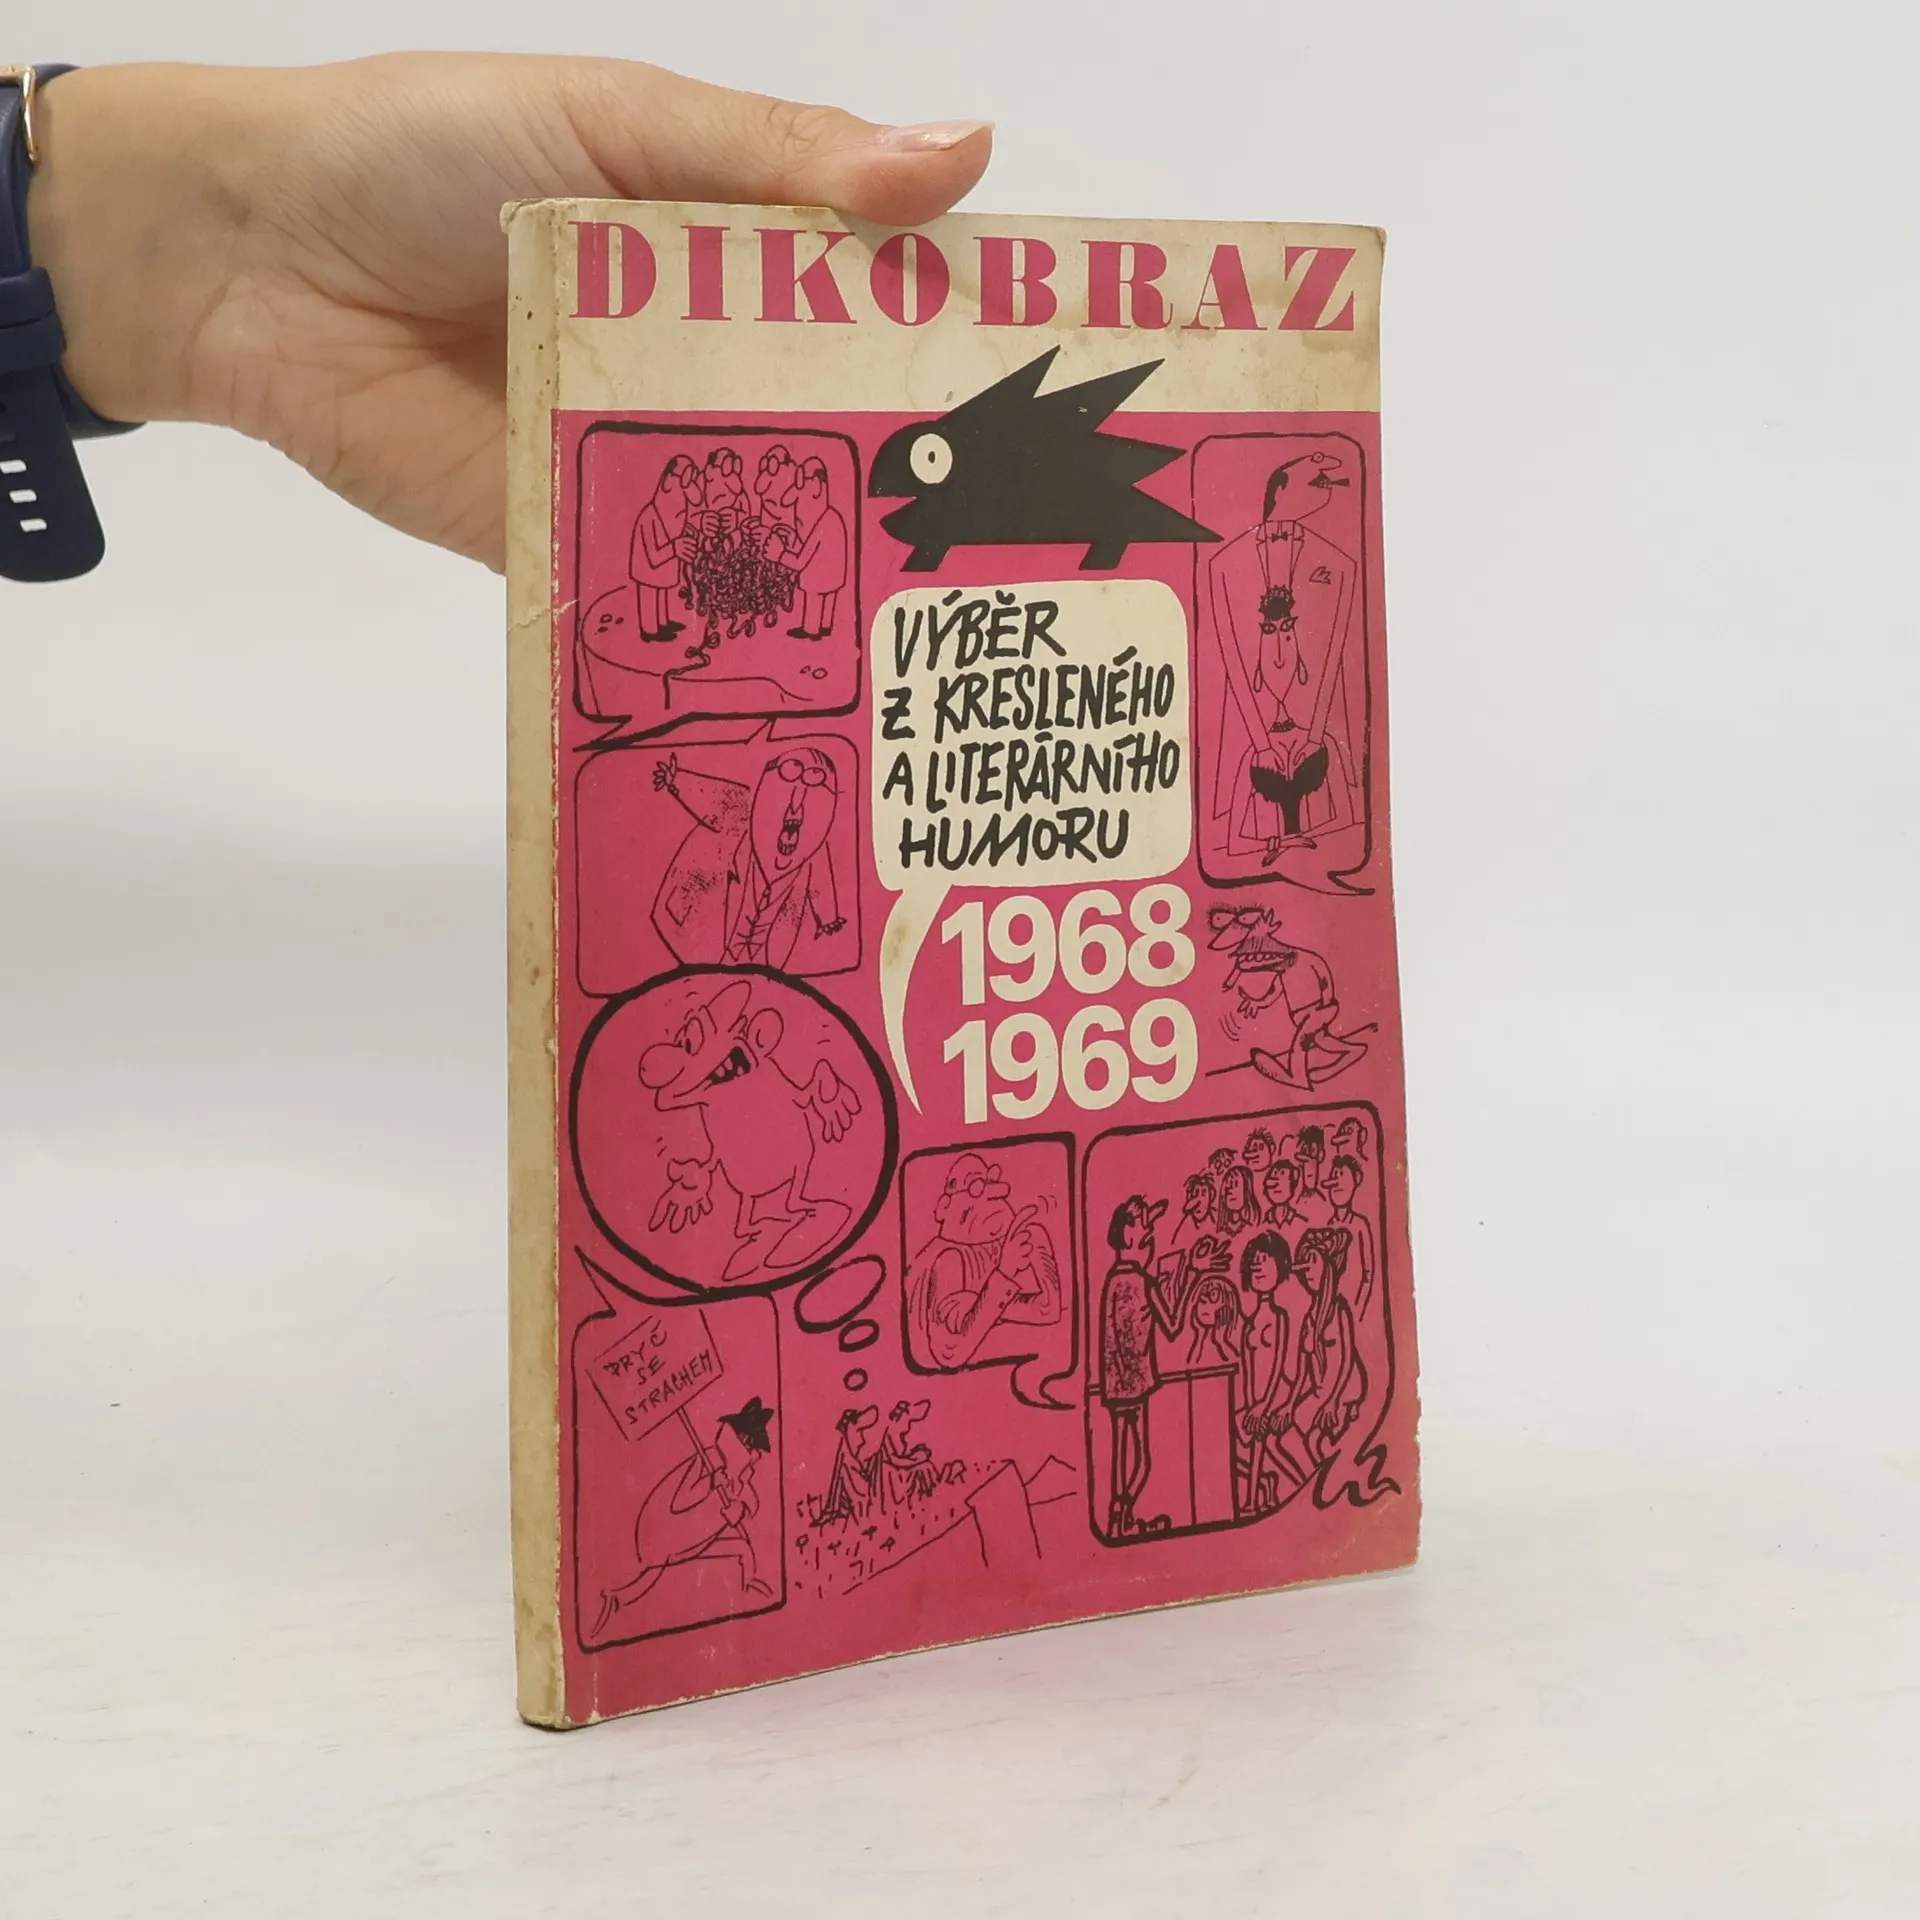 DIKOBRAZ
VÝBĚR
Z KRESLENÉHO
A LITERÁRNÍHO
HUMORU
1968
1969
PRYČ
SE
STRACHEM